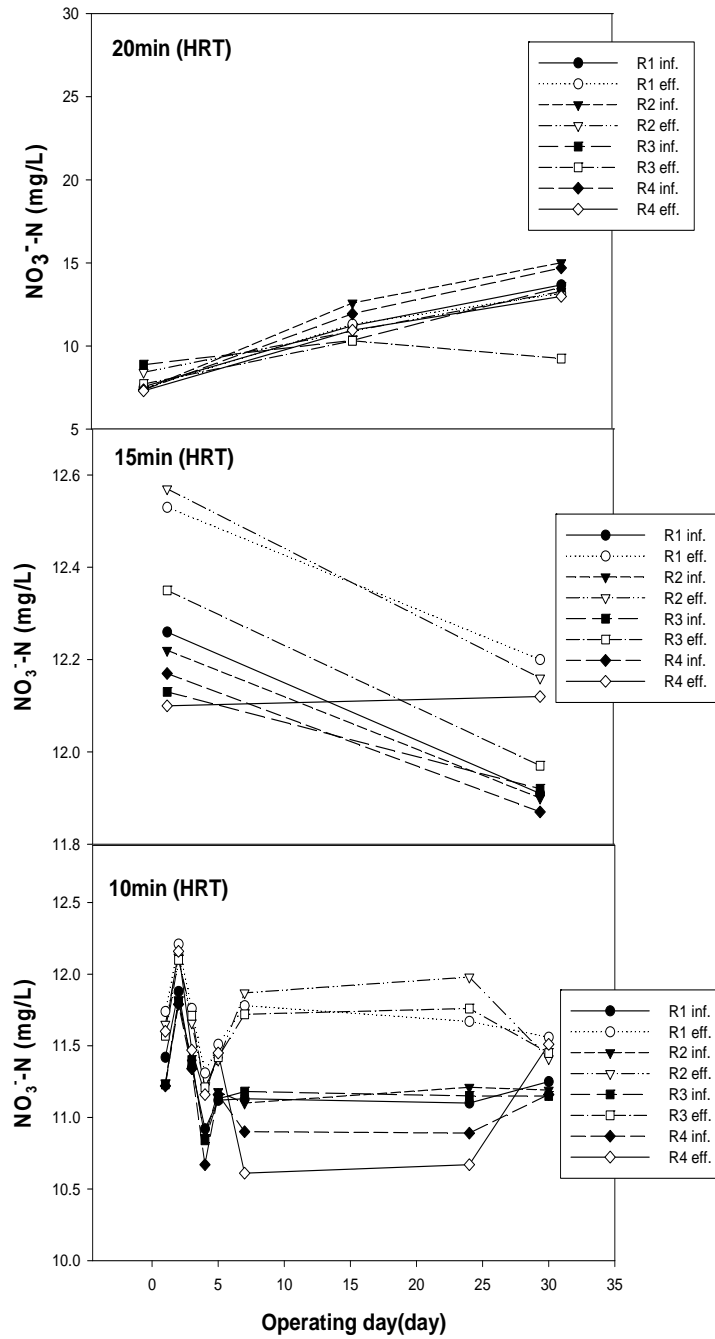 30
20min (HRT)
25
20
15
10
5
NO3--N (mg/L)
R1 inf.
R1 eff.
R2 inf.
R2 eff.
R3 inf.
R3 eff.
R4 inf.
R4 eff.
15min (HRT)
12.6
12.4
12.2
12.0
11.8
NO3--N (mg/L)
R1 inf.
R1 eff.
R2 inf.
R2 eff.
R3 inf.
R3 eff.
R4 inf.
R4 eff.
10min (HRT)
12.5
12.0
11.5
11.0
10.5
10.0
NO3--N (mg/L)
R1 inf.
R1 eff.
R2 inf.
R2 eff.
R3 inf.
R3 eff.
R4 inf.
R4 eff.
0 5 10 15 20 25 30 35
Operating day(day)